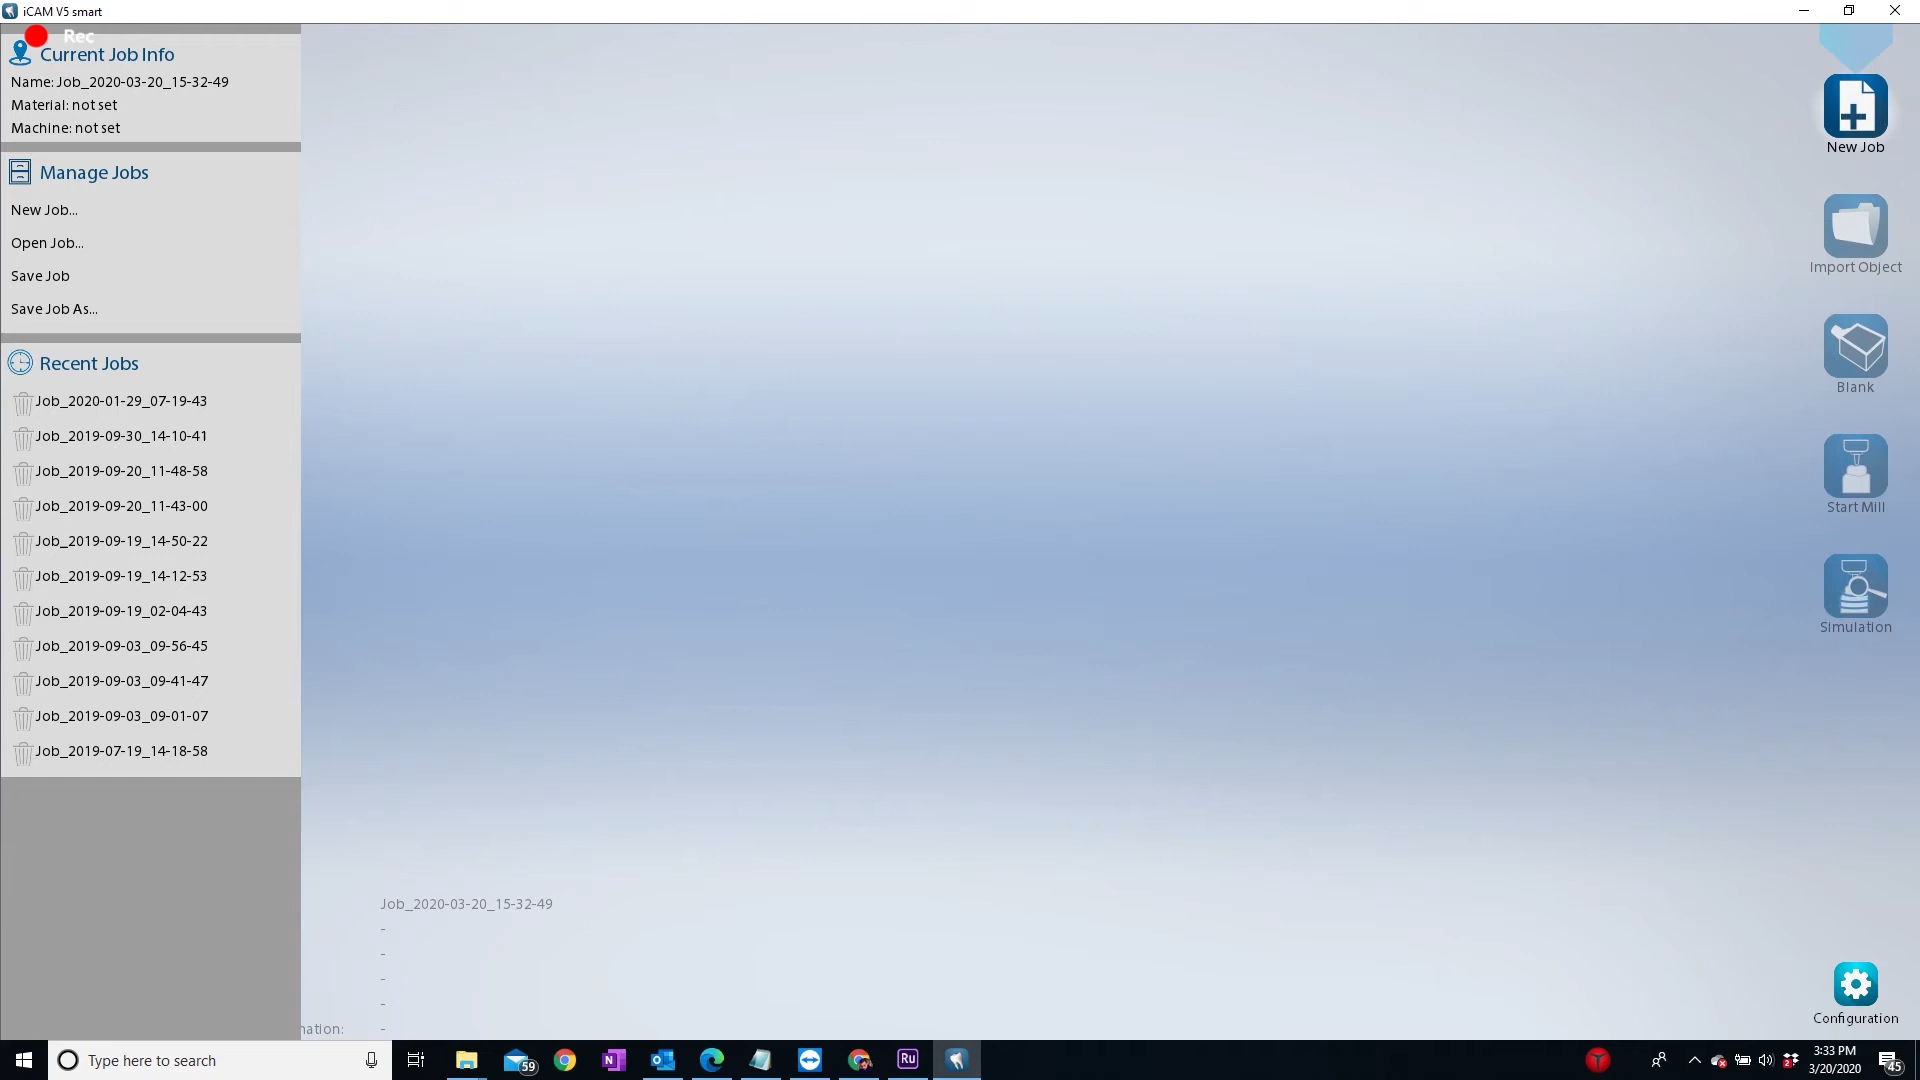 iCAM V5 smart
Rec
Current Job Info
Name: Job_2020-03-20_15-32-49
Material: not set
Machine: not set
Manage Jobs
New Job...
Open Job...
Save Job
Save Job As...
Recent Jobs
Job_2020-01-29_07-19-43
Job_2019-09-30_14-10-41
Job_2019-09-20_11-48-58
Job_2019-09-20_11-43-00
Job_2019-09-19_14-50-22
Job_2019-09-19_14-12-53
Job_2019-09-19_02-04-43
Job_2019-09-03_09-56-45
Job_2019-09-03_09-41-47
Job_2019-09-03_09-01-07
Job_2019-07-19_14-18-58
Job_2020-03-20_15-32-49
-
-
-
-
nation: -
New Job
Import Object
Blank
Start Mill
Simulation
Configuration
Type here to search
59
N
Ru
2
3:33 PM
3/20/2020
45